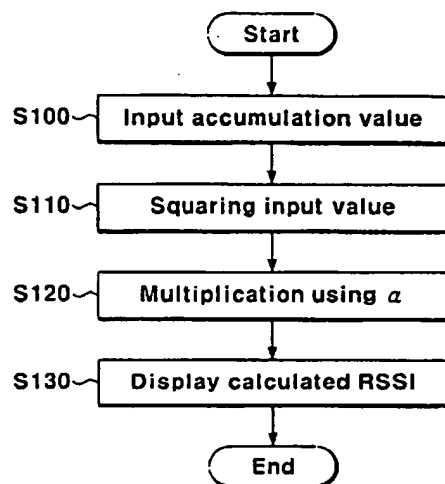 Start
S100 Input accumulation value
S110 Squaring input value
S120 Multiplication using α
S130 Display calculated RSSI
End